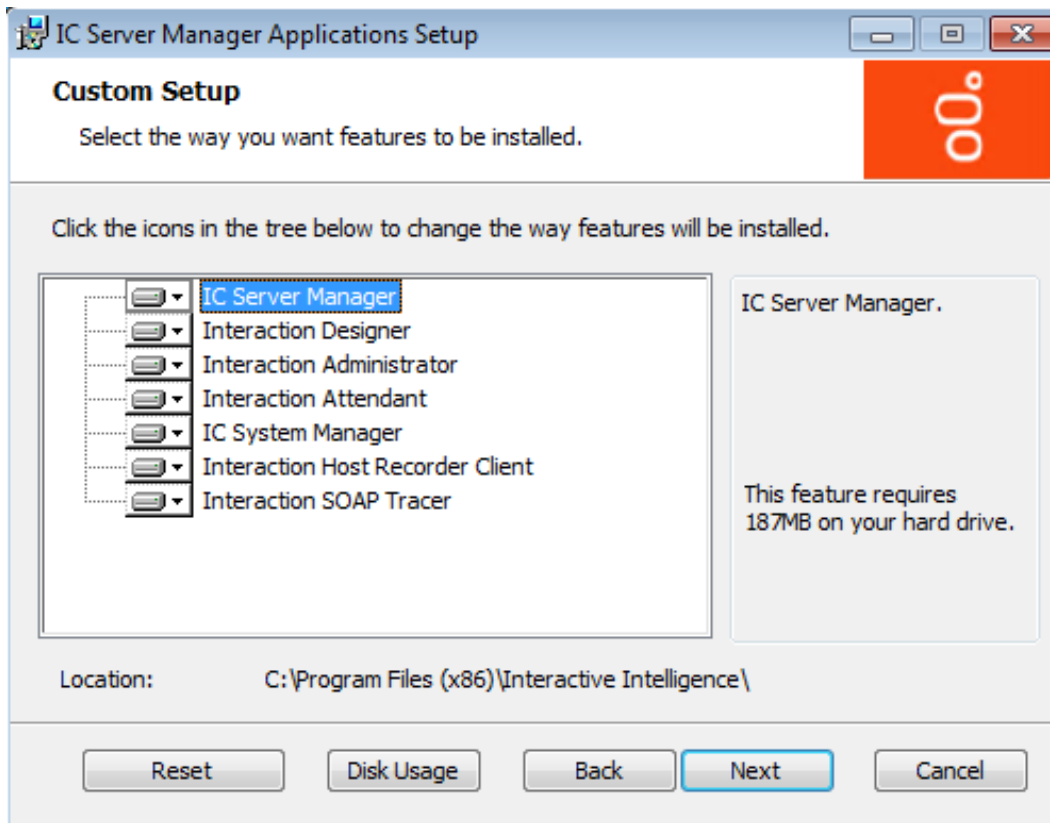 IC Server Manager Applications Setup
Custom Setup
Select the way you want features to be installed.
Click the icons in the tree below to change the way features will be installed.
IC Server Manager
Interaction Designer
Interaction Administrator
Interaction Attendant
IC System Manager
Interaction Host Recorder Client
Interaction SOAP Tracer
IC Server Manager.
This feature requires
187MB on your hard drive.
Location: C:\Program Files (x86)\Interactive Intelligence\
Reset Disk Usage Back Next Cancel